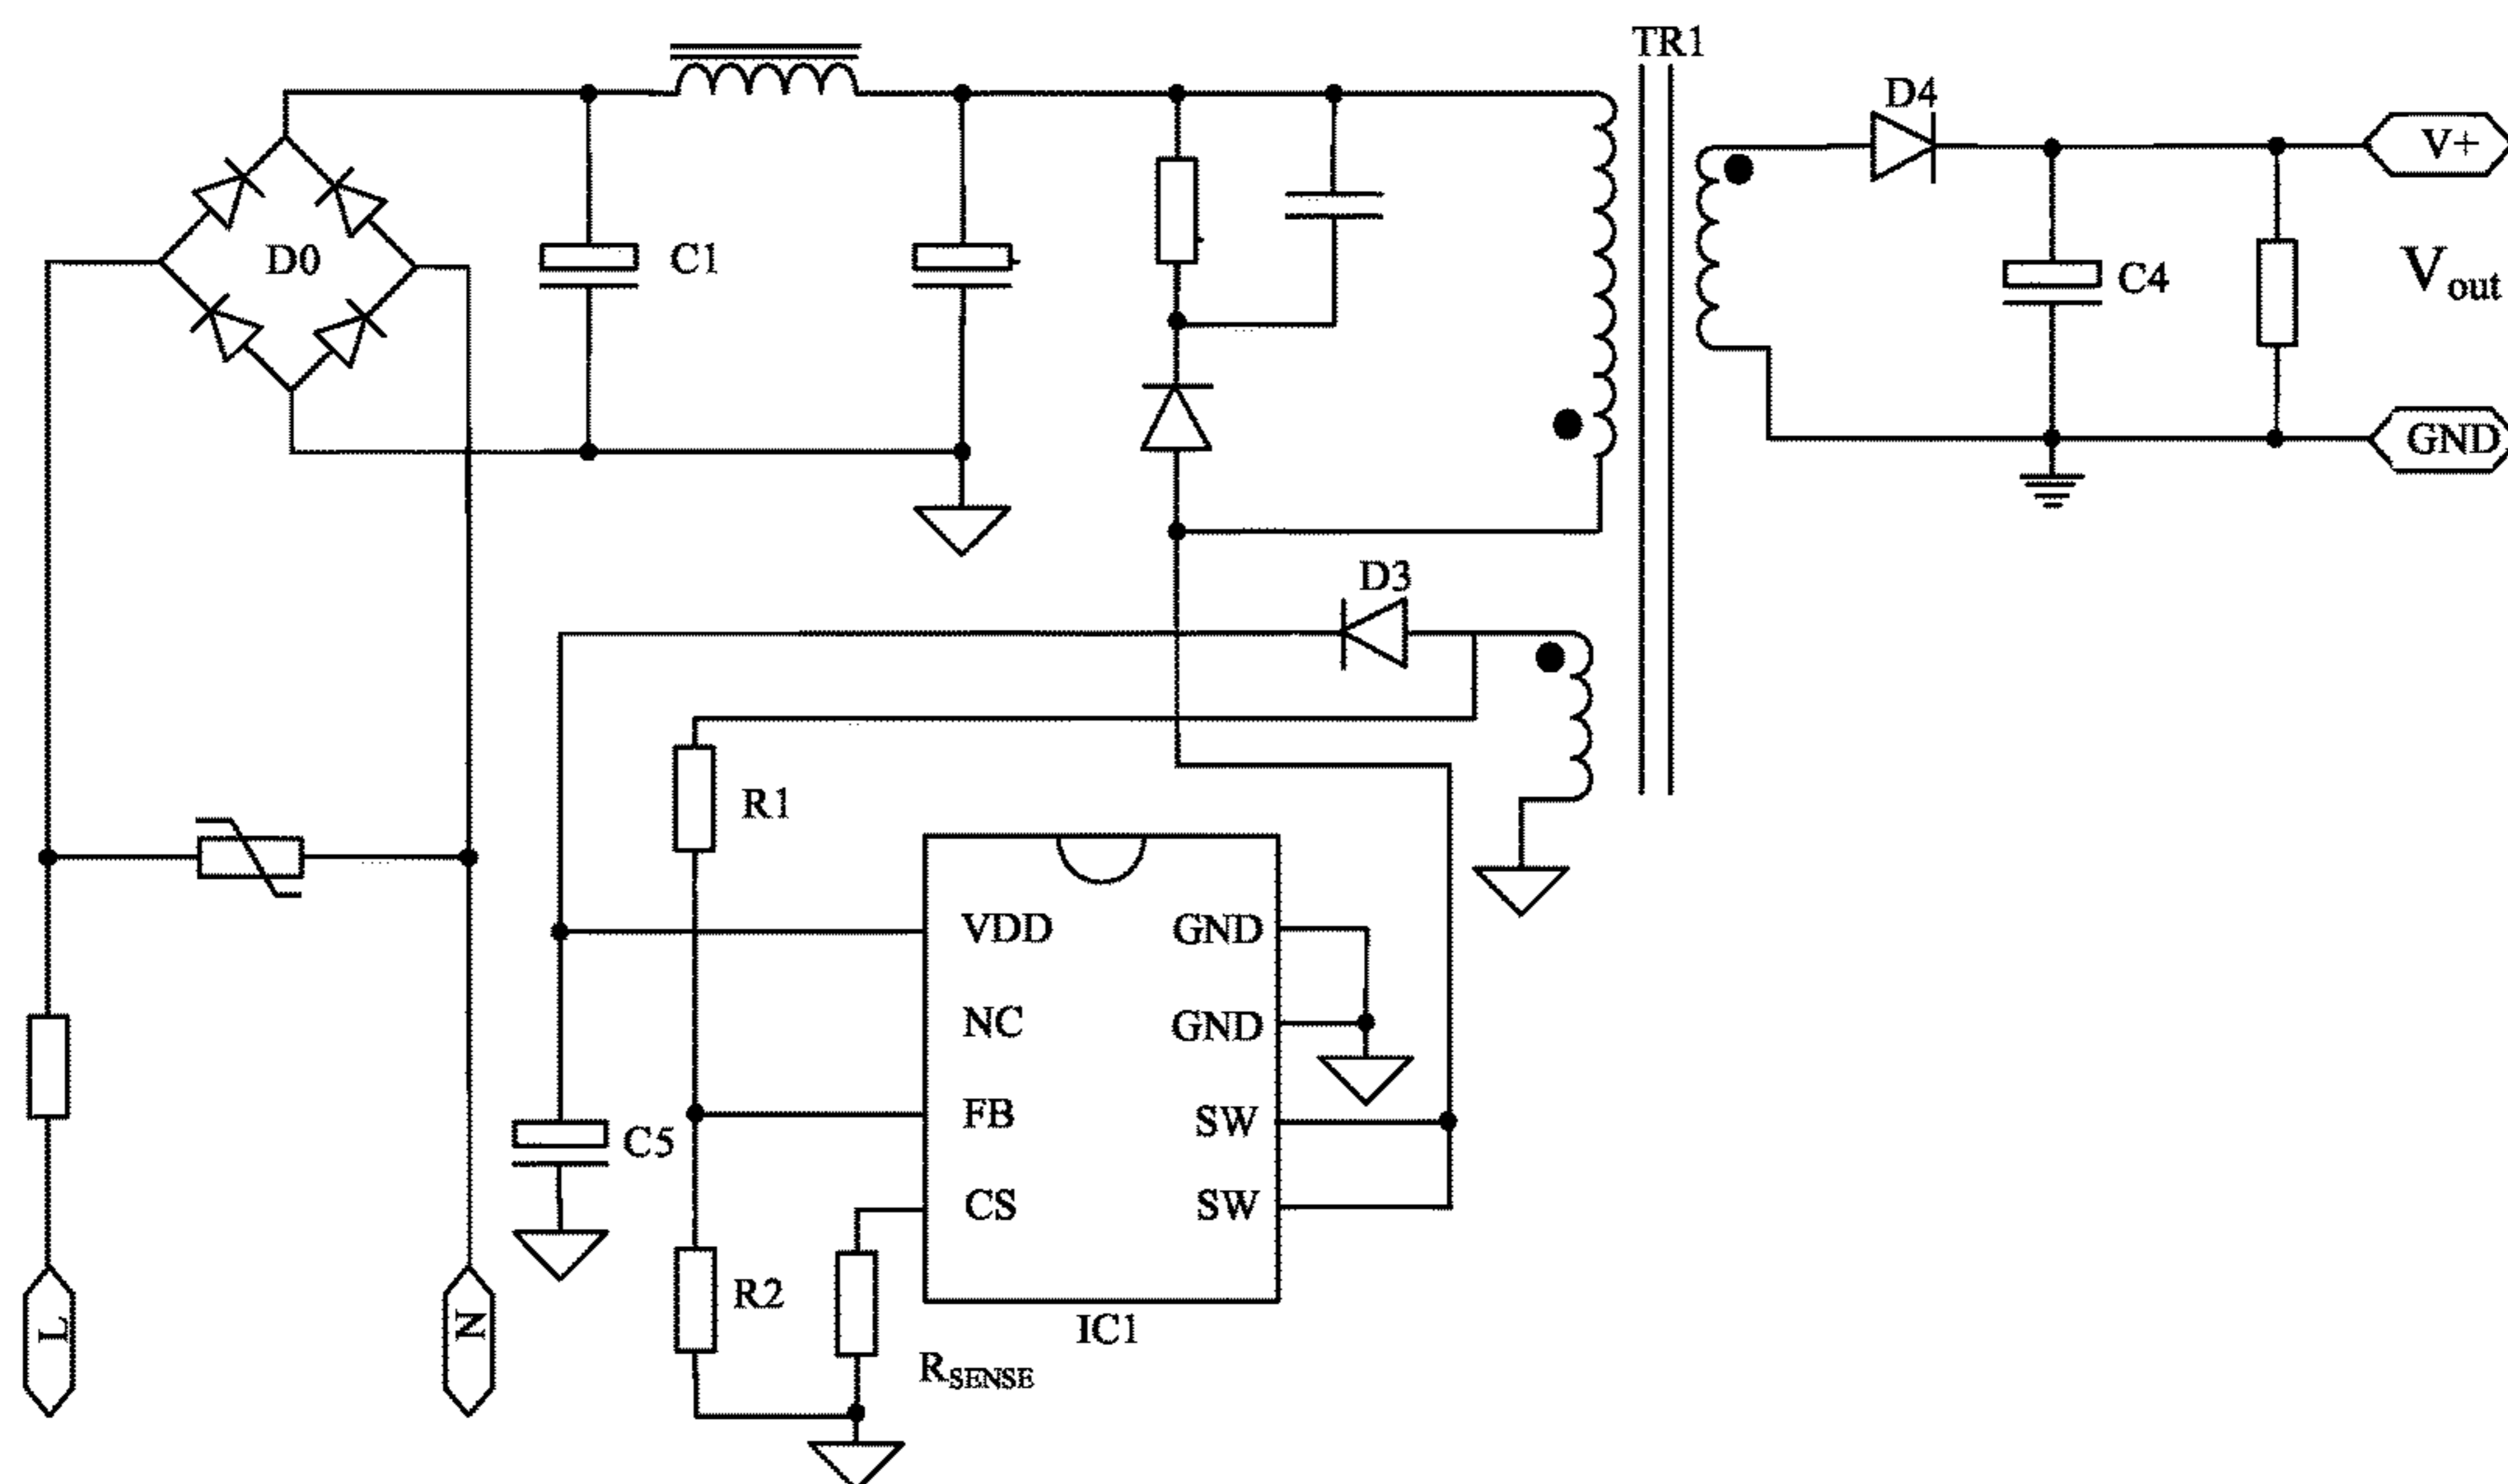 TR1
D4
V+
D0
C1
C4
Vout
GND
D3
R1
VDD
GND
NC
GND
FB
SW
C5
CS
SW
R2
IC1
L
N
RSENSE